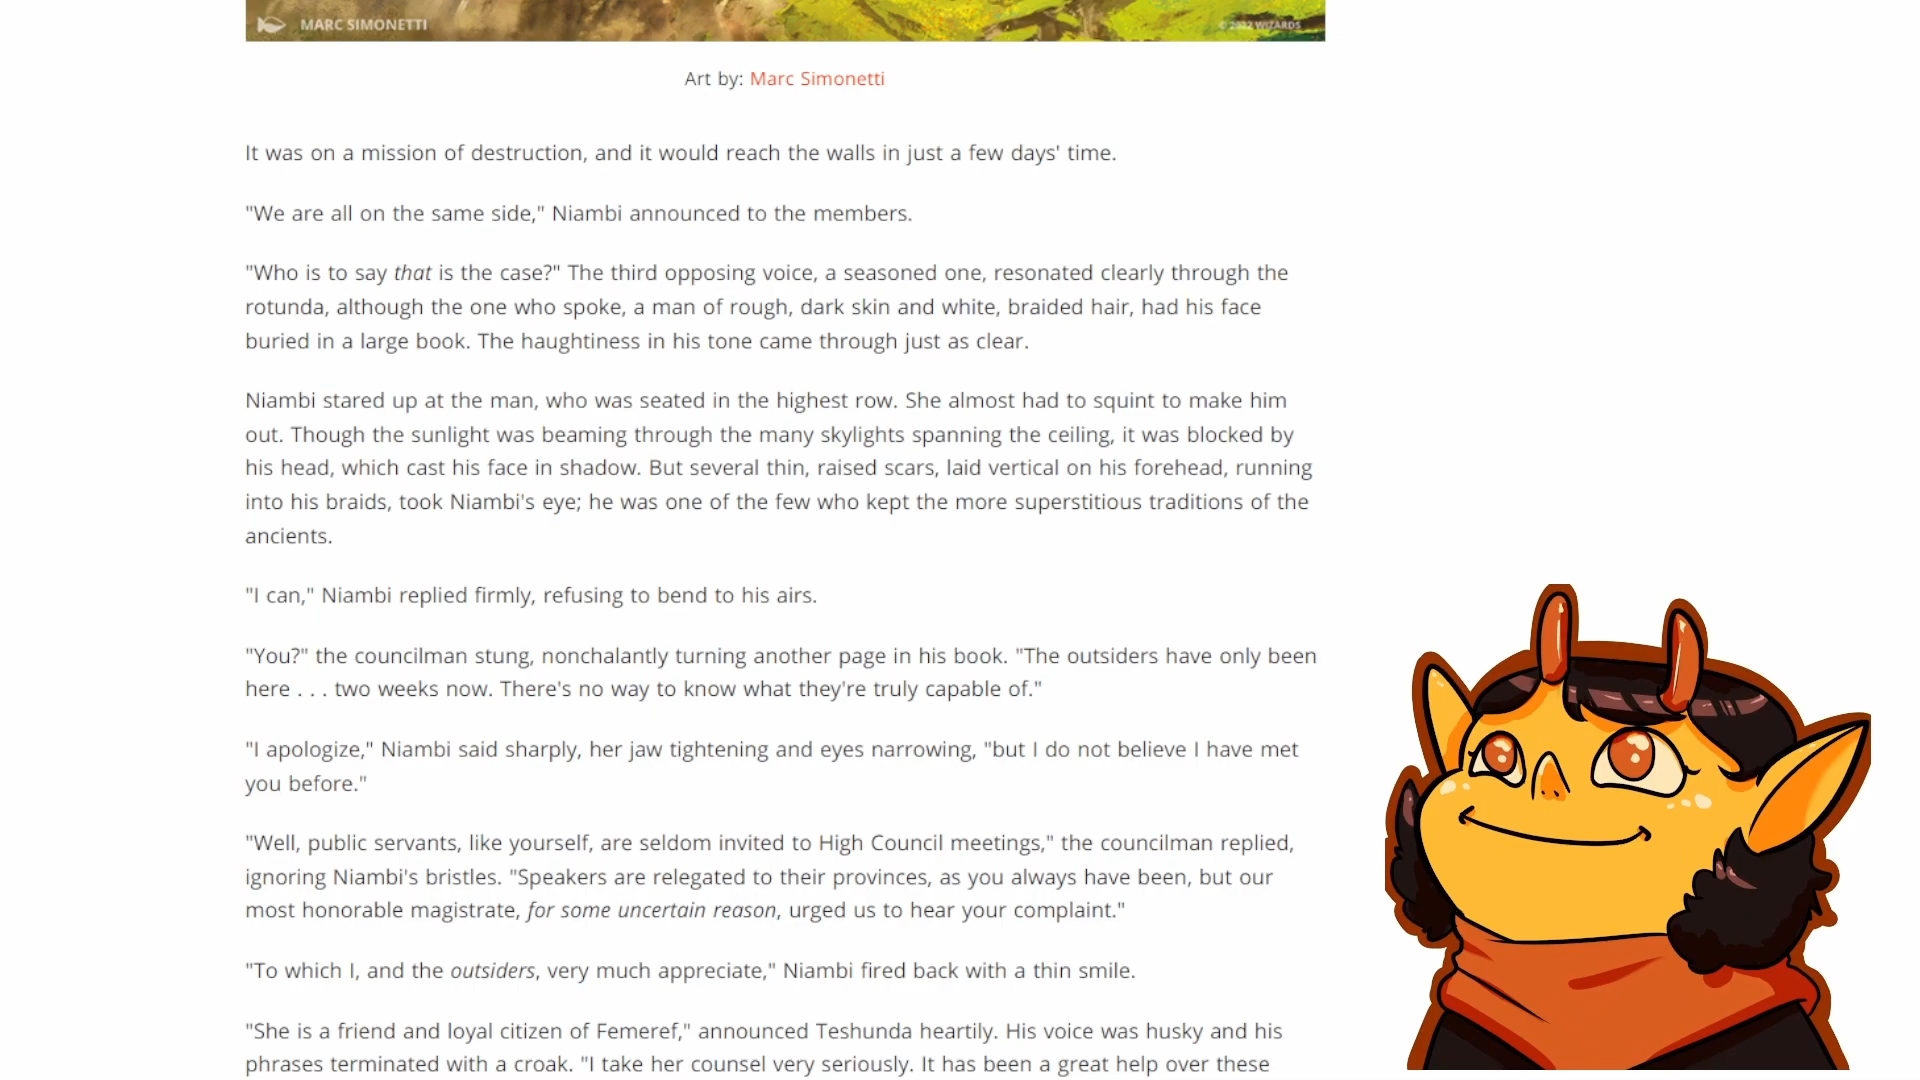 MARC SIMONETTI
© 2022 WIZARDS
Art by: Marc Simonetti
It was on a mission of destruction, and it would reach the walls in just a few days' time.
"We are all on the same side," Niambi announced to the members.
"Who is to say that is the case?" The third opposing voice, a seasoned one, resonated clearly through the
rotunda, although the one who spoke, a man of rough, dark skin and white, braided hair, had his face
buried in a large book. The haughtiness in his tone came through just as clear.
Niambi stared up at the man, who was seated in the highest row. She almost had to squint to make him
out. Though the sunlight was beaming through the many skylights spanning the ceiling, it was blocked by
his head, which cast his face in shadow. But several thin, raised scars, laid vertical on his forehead, running
into his braids, took Niambi's eye; he was one of the few who kept the more superstitious traditions of the
ancients.
"I can," Niambi replied firmly, refusing to bend to his airs.
"You?" the councilman stung, nonchalantly turning another page in his book. "The outsiders have only been
here . . . two weeks now. There's no way to know what they're truly capable of."
"I apologize," Niambi said sharply, her jaw tightening and eyes narrowing, "but I do not believe I have met
you before."
"Well, public servants, like yourself, are seldom invited to High Council meetings," the councilman replied,
ignoring Niambi's bristles. "Speakers are relegated to their provinces, as you always have been, but our
most honorable magistrate, for some uncertain reason, urged us to hear your complaint."
"To which I, and the outsiders, very much appreciate," Niambi fired back with a thin smile.
"She is a friend and loyal citizen of Femeref," announced Teshunda heartily. His voice was husky and his
phrases terminated with a croak. "I take her counsel very seriously. It has been a great help over these